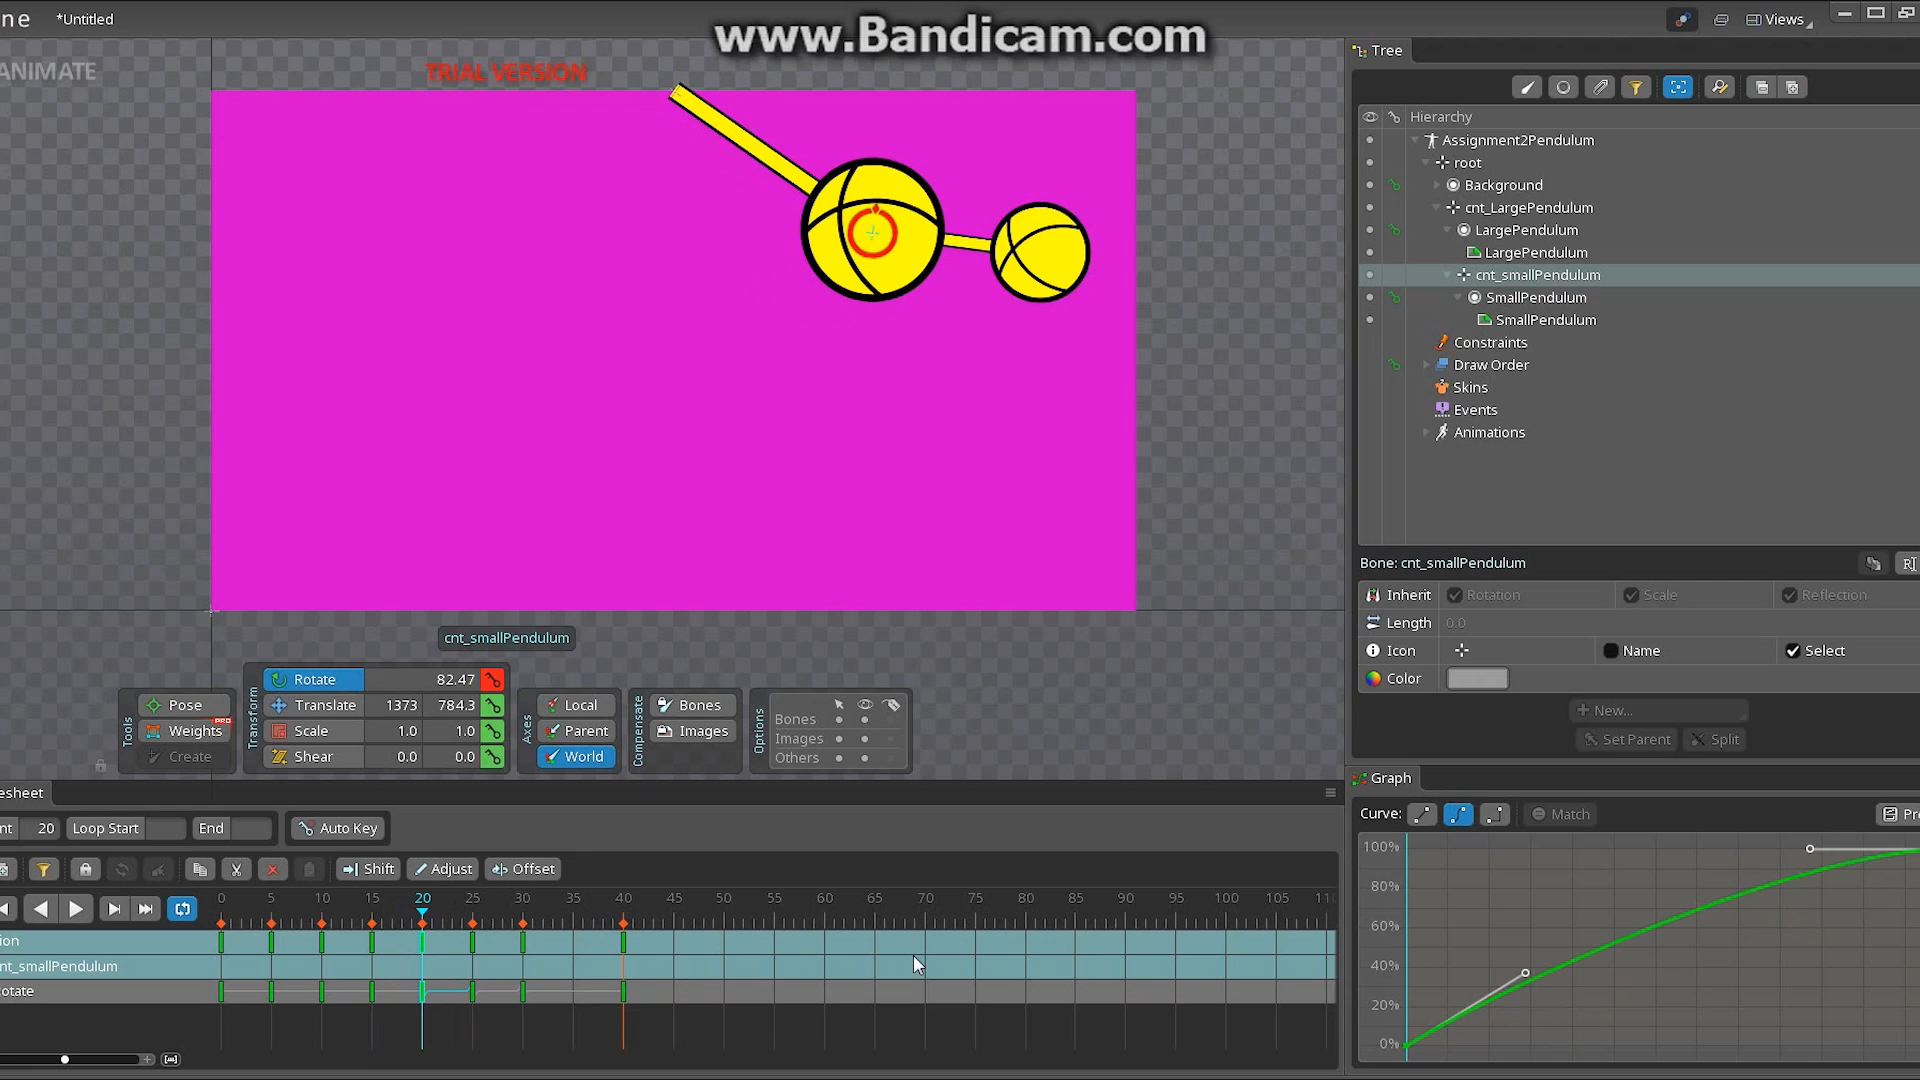 ne *Untitled
www.Bandicam.com
Views
ANIMATE
TRIAL VERSION
Tree
Hierarchy
Assignment2Pendulum
root
Background
cnt_LargePendulum
LargePendulum
LargePendulum
cnt_smallPendulum
SmallPendulum
SmallPendulum
Constraints
Draw Order
Skins
Events
Animations
Bone: cnt_smallPendulum
Inherit Rotation Scale Reflection
Length 0.0
Icon Name Select
Color
New...
Set Parent Split
cnt_smallPendulum
Tools
Pose
Weights PRO
Create
Transform
Rotate 82.47
Translate 1373 784.3
Scale 1.0 1.0
Shear 0.0 0.0
Axes
Local
Parent
World
Compensate
Bones
Images
Options
Bones
Images
Others
esheet
nt 20 Loop Start End Auto Key
Shift Adjust Offset
0 5 10 15 20 25 30 35 40 45 50 55 60 65 70 75 80 85 90 95 100 105 11
ion
nt_smallPendulum
otate
Graph
Curve: Match Pre
100%
80%
60%
40%
20%
0%